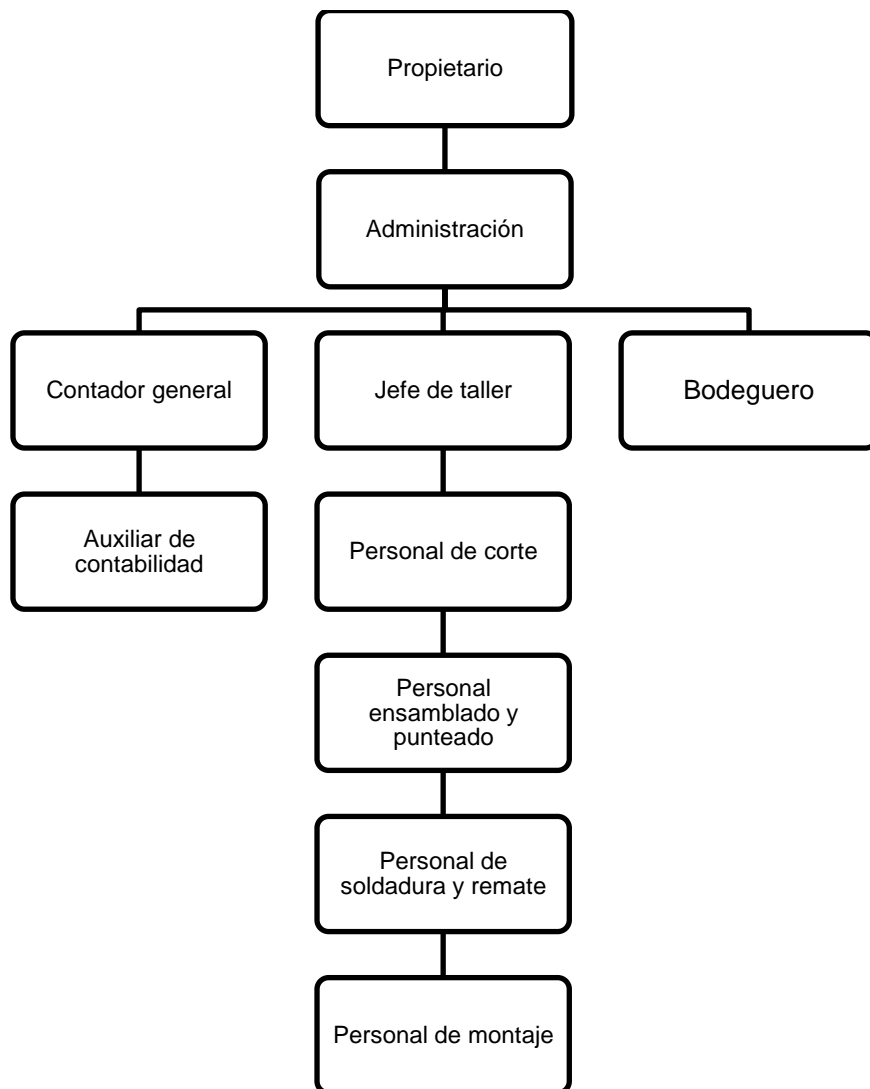 Propietario
Administración
Contador general
Jefe de taller
Bodeguero
Auxiliar de
contabilidad
Personal de corte
Personal
ensamblado y
punteado
Personal de
soldadura y remate
Personal de montaje